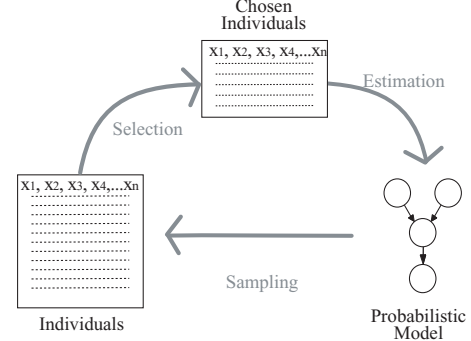 Chosen
Individuals
x1, x2, x3, x4,...xn
Estimation
Selection
x1, x2, x3, x4,...xn
Sampling
Individuals
Probabilistic
Model